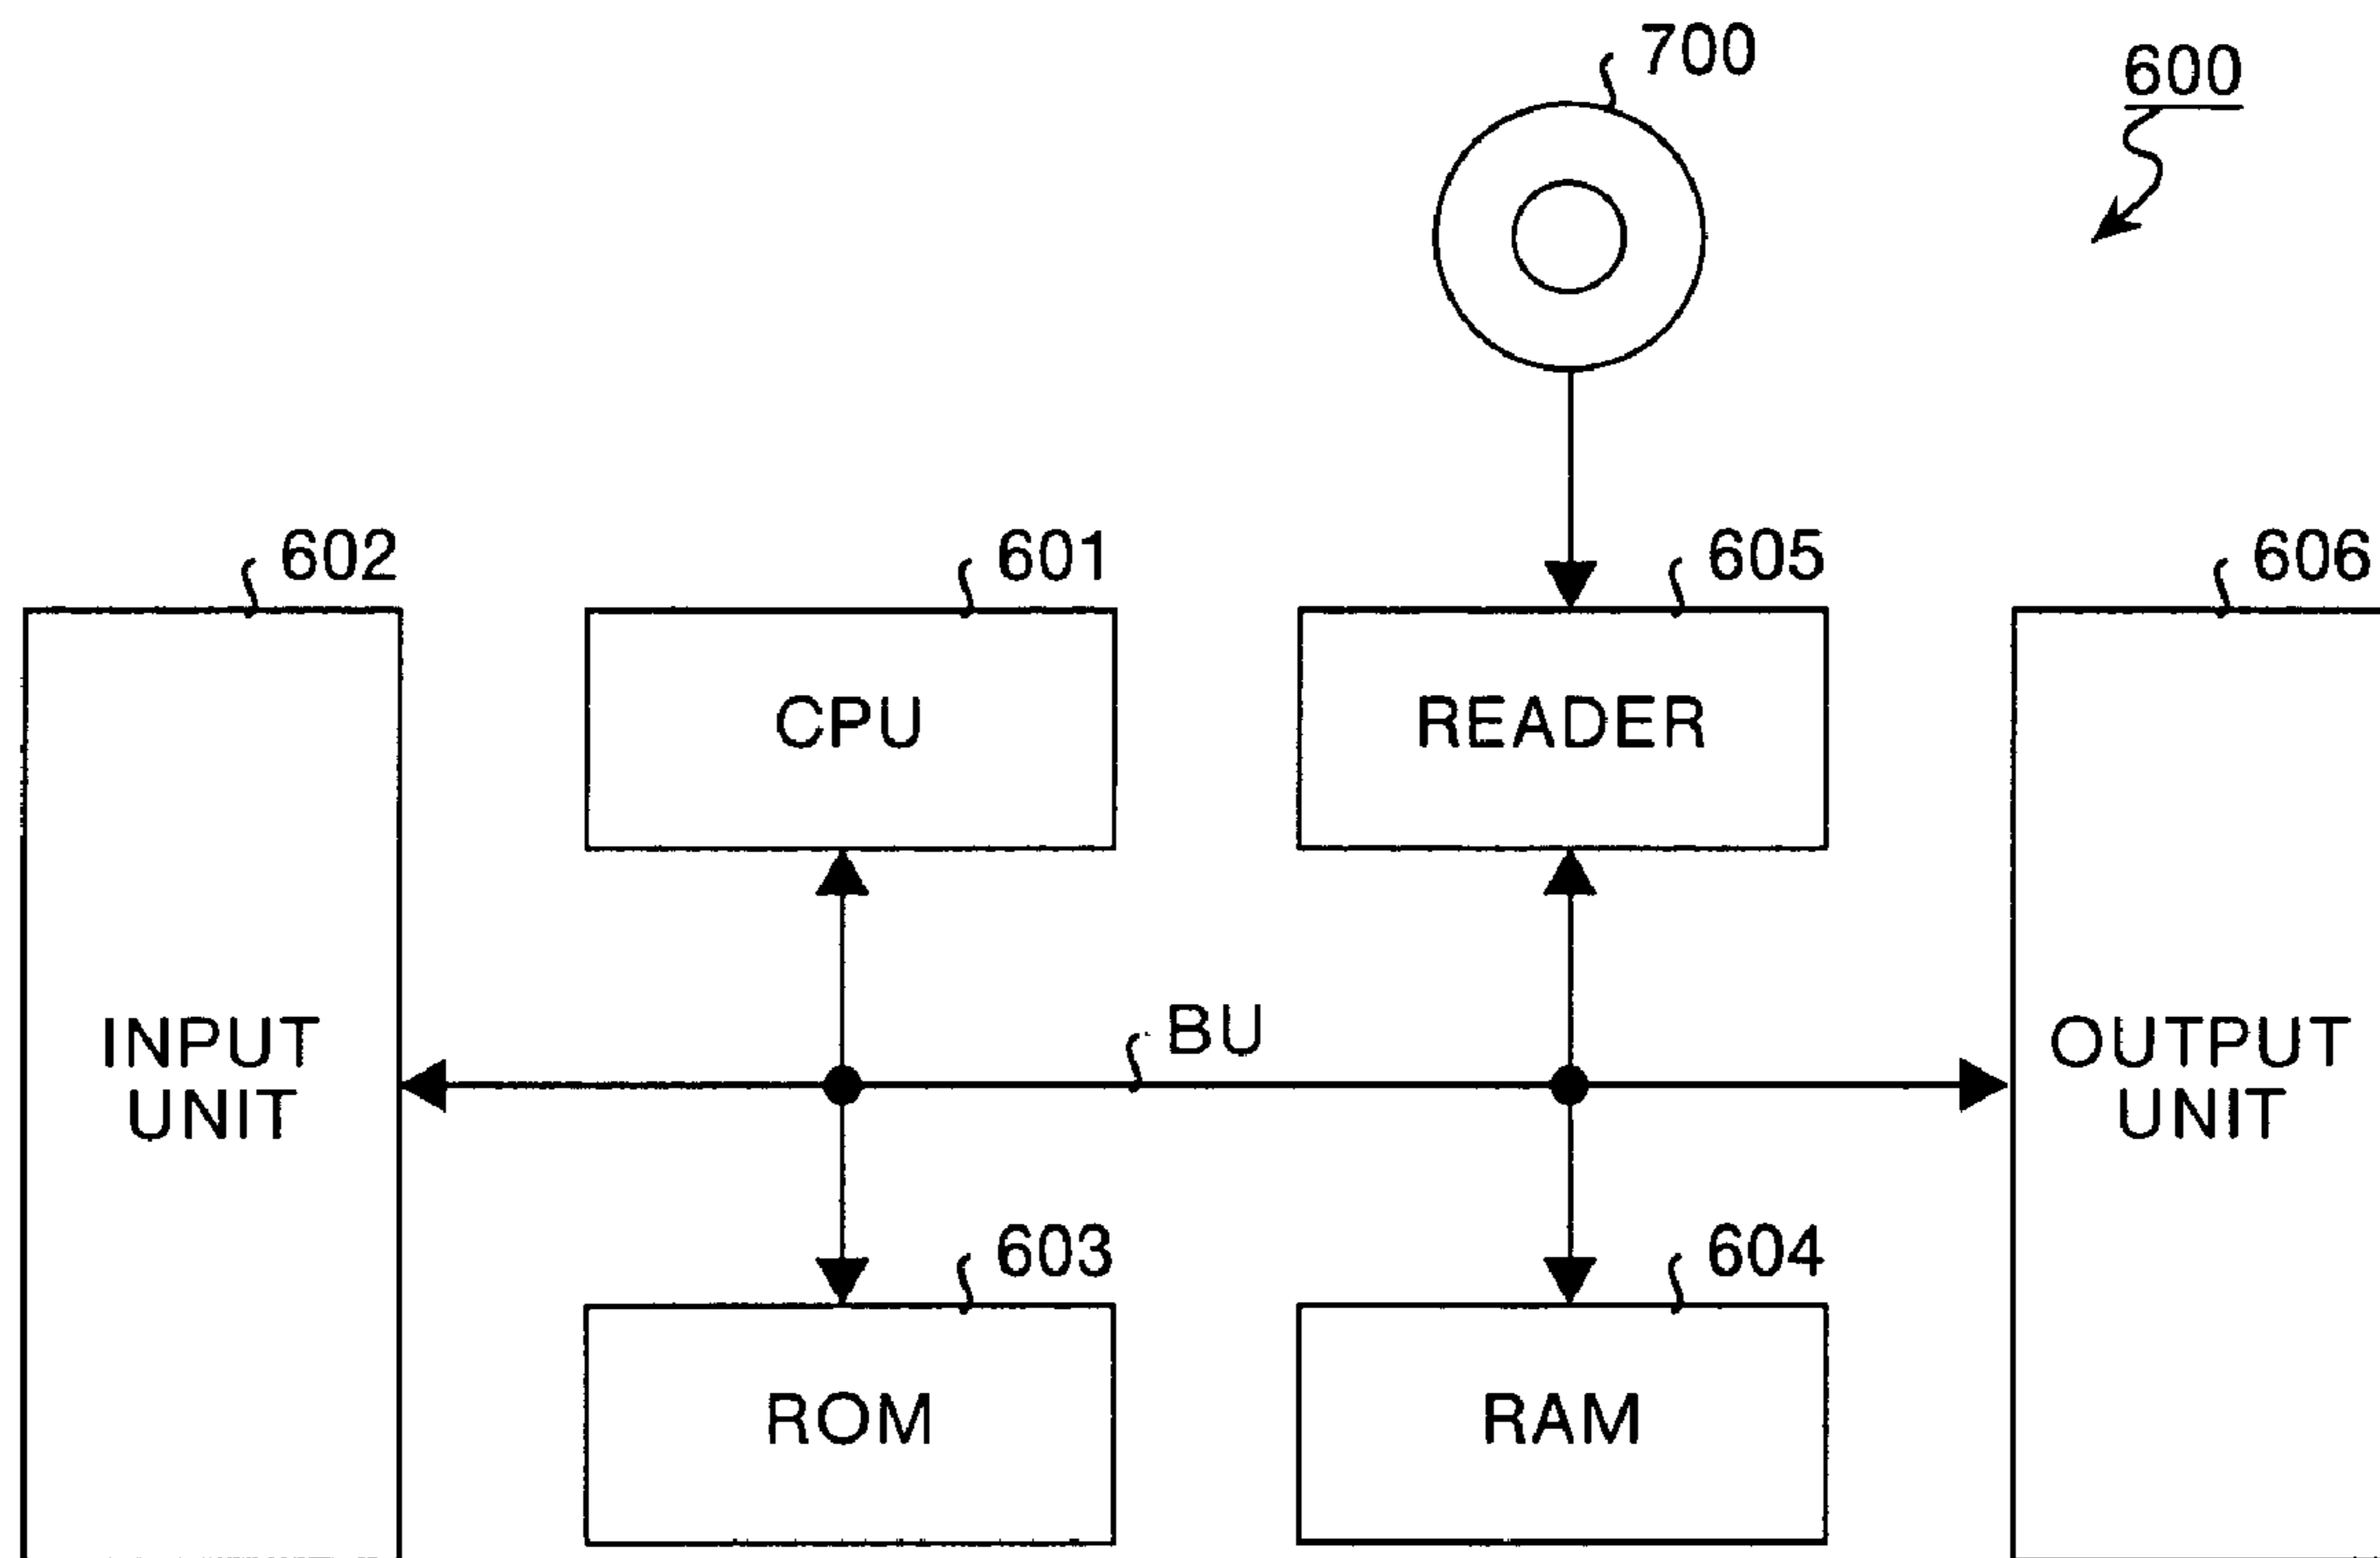 700
600
602
601
605
606
CPU
READER
BU
INPUT
UNIT
OUTPUT
UNIT
603
604
ROM
RAM